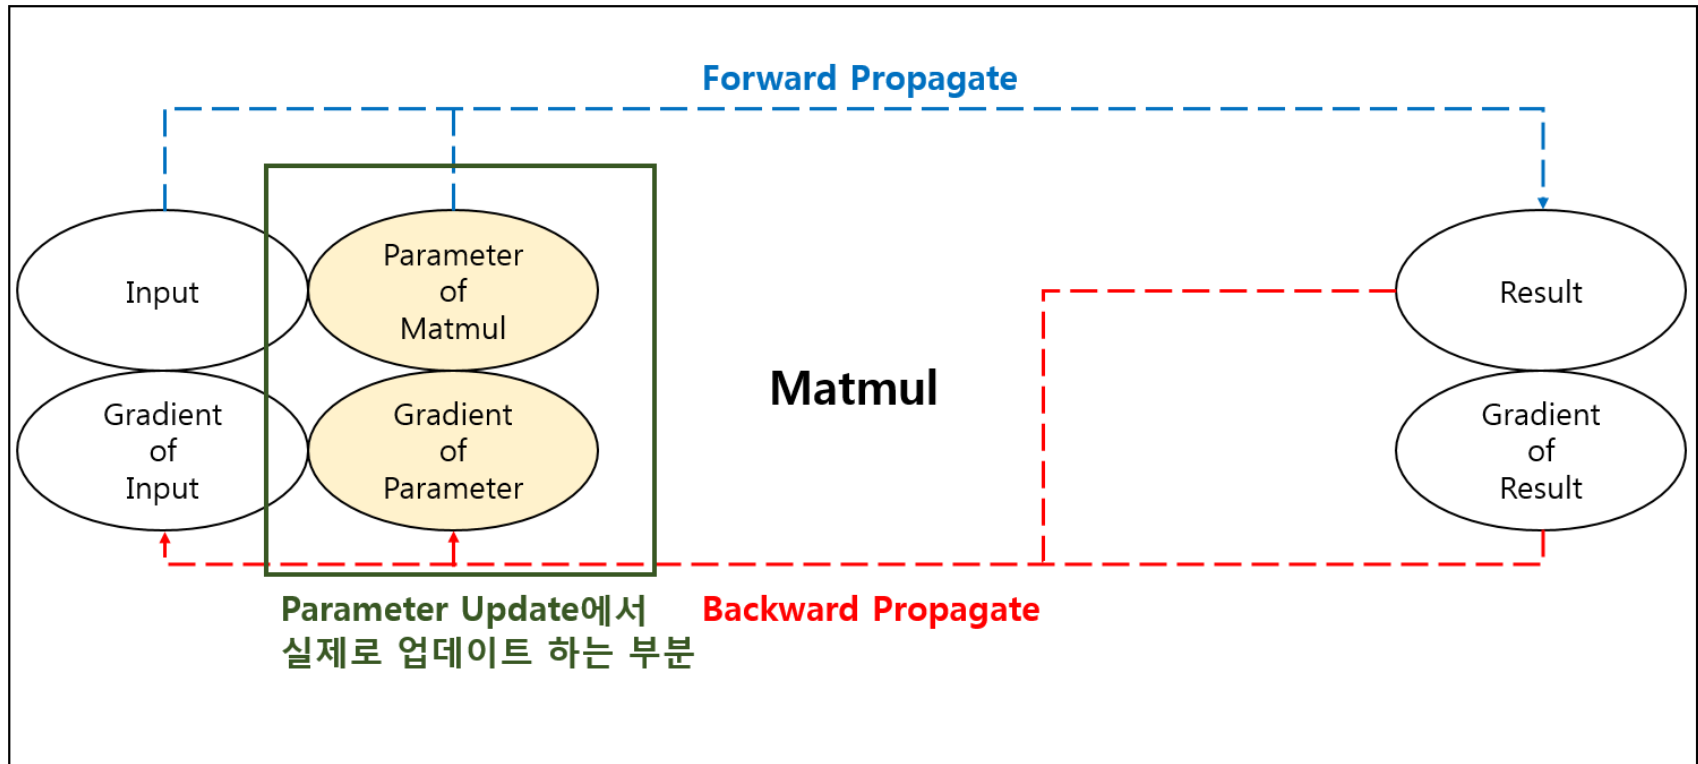 Forward Propagate
Input
Parameter
of
Matmul
Result
Matmul
Gradient
of
Input
Gradient
of
Parameter
Gradient
of
Result
Parameter Update에서
실제로 업데이트 하는 부분
Backward Propagate